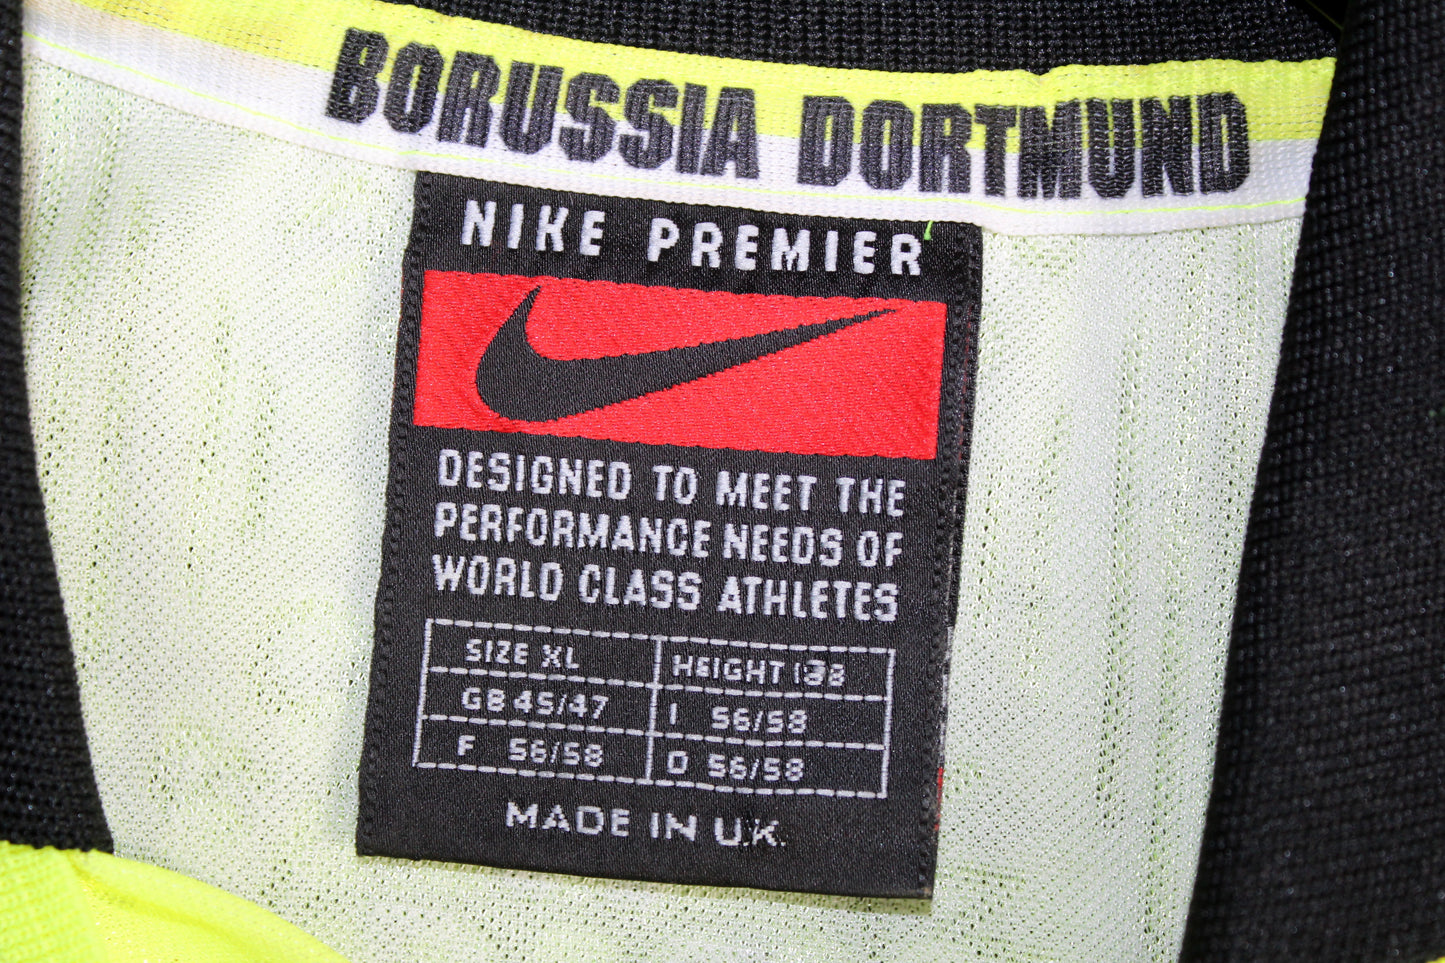 BORUSSIA DORTMUND
NIKE PREMIER
DESIGNED TO MEET THE
PERFORMANCE NEEDS OF
WORLD CLASS ATHLETES
SIZE XL HEIGHT
GB 45/47 I 56/58
F 56/58 D 56/58
MADE IN U.K.